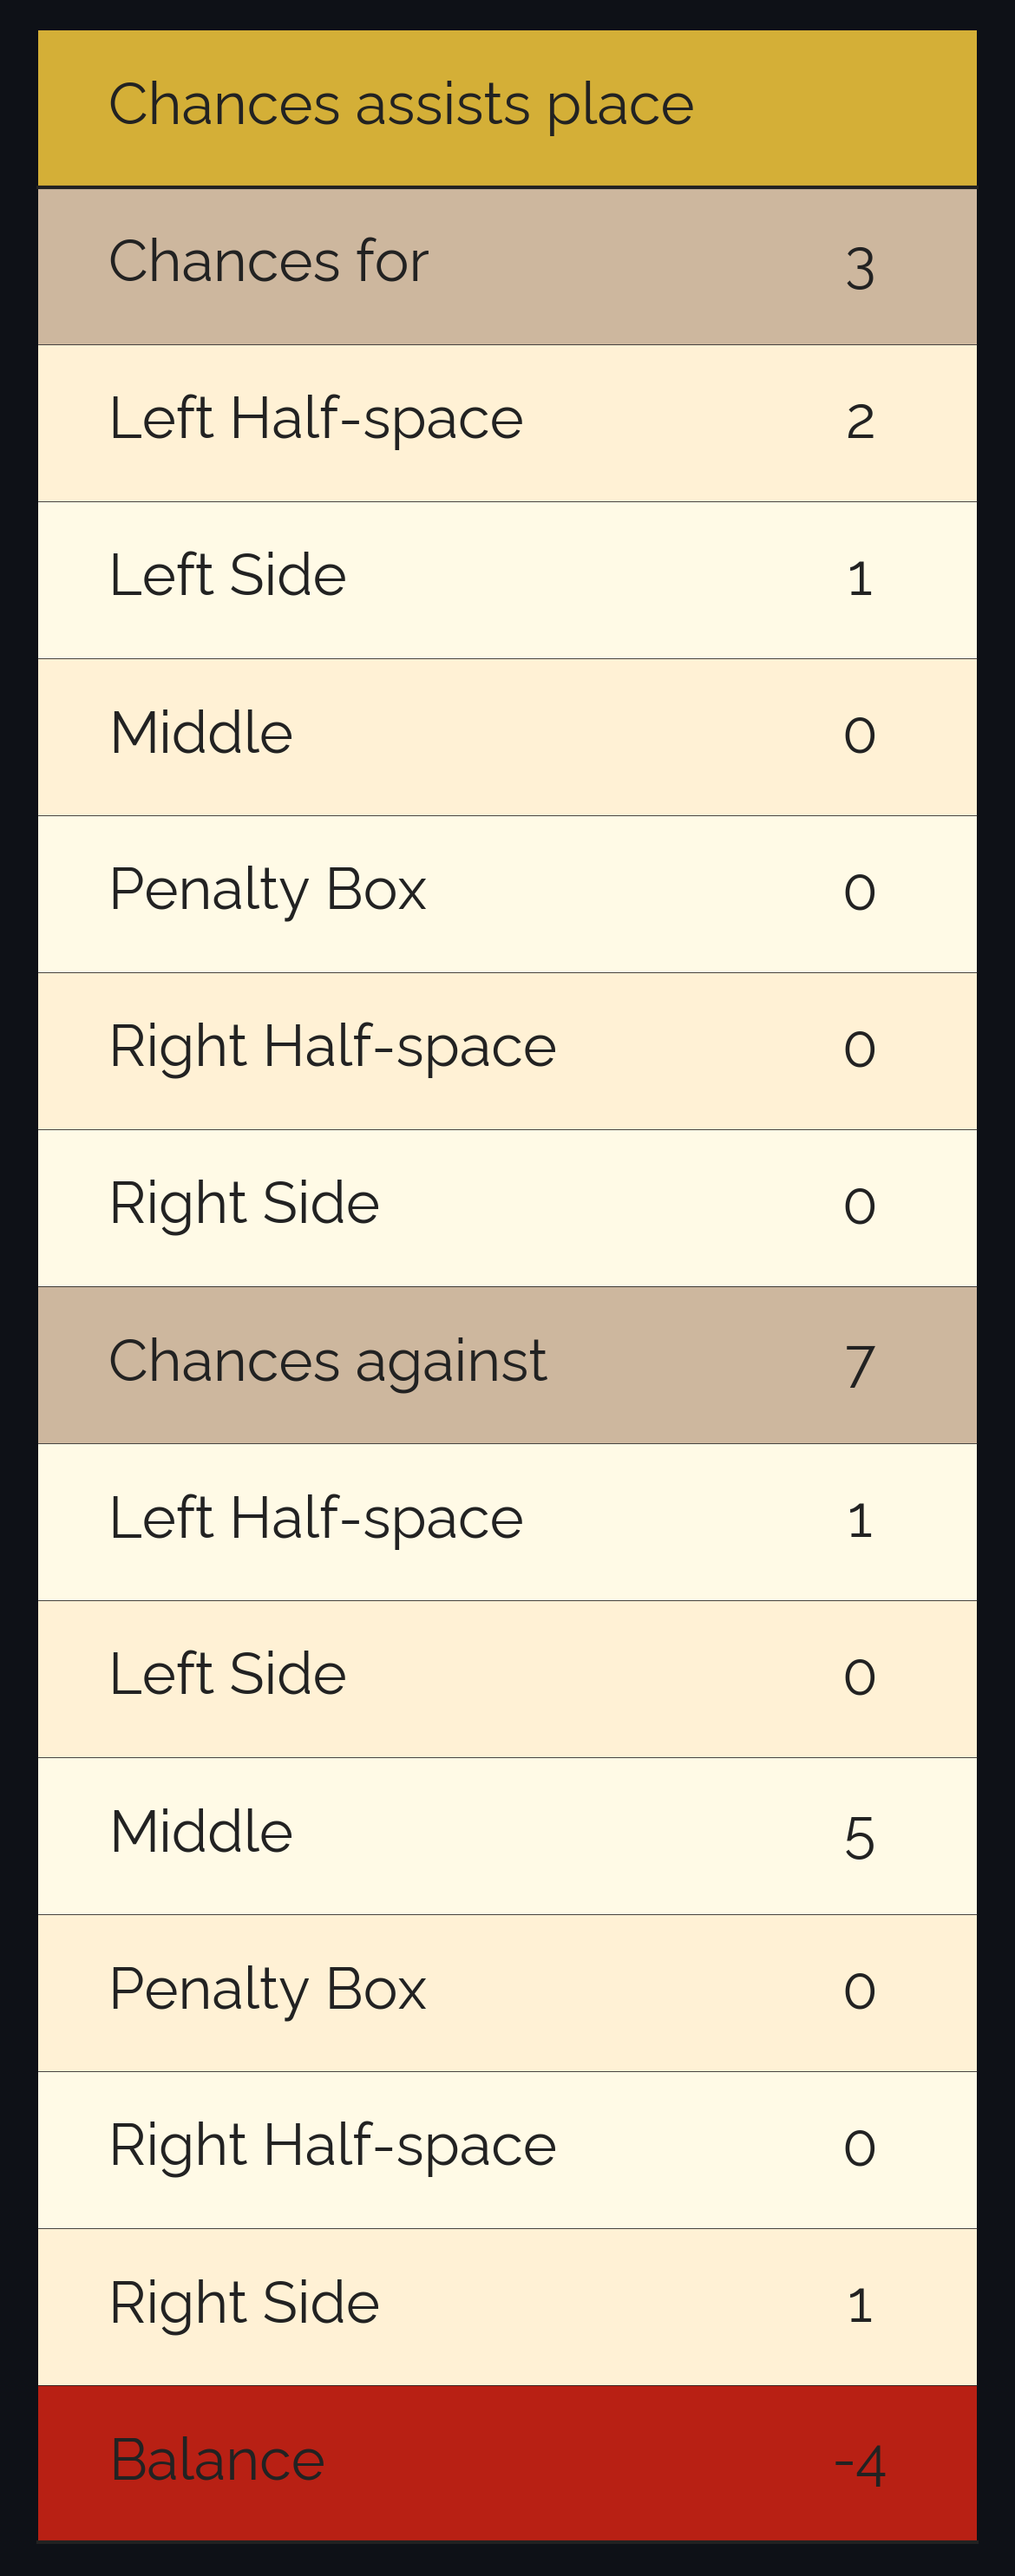 Chances assists place
Chances for 3
Left Half-space 2
Left Side 1
Middle 0
Penalty Box 0
Right Half-space 0
Right Side 0
Chances against 7
Left Half-space 1
Left Side 0
Middle 5
Penalty Box 0
Right Half-space 0
Right Side 1
Balance -4